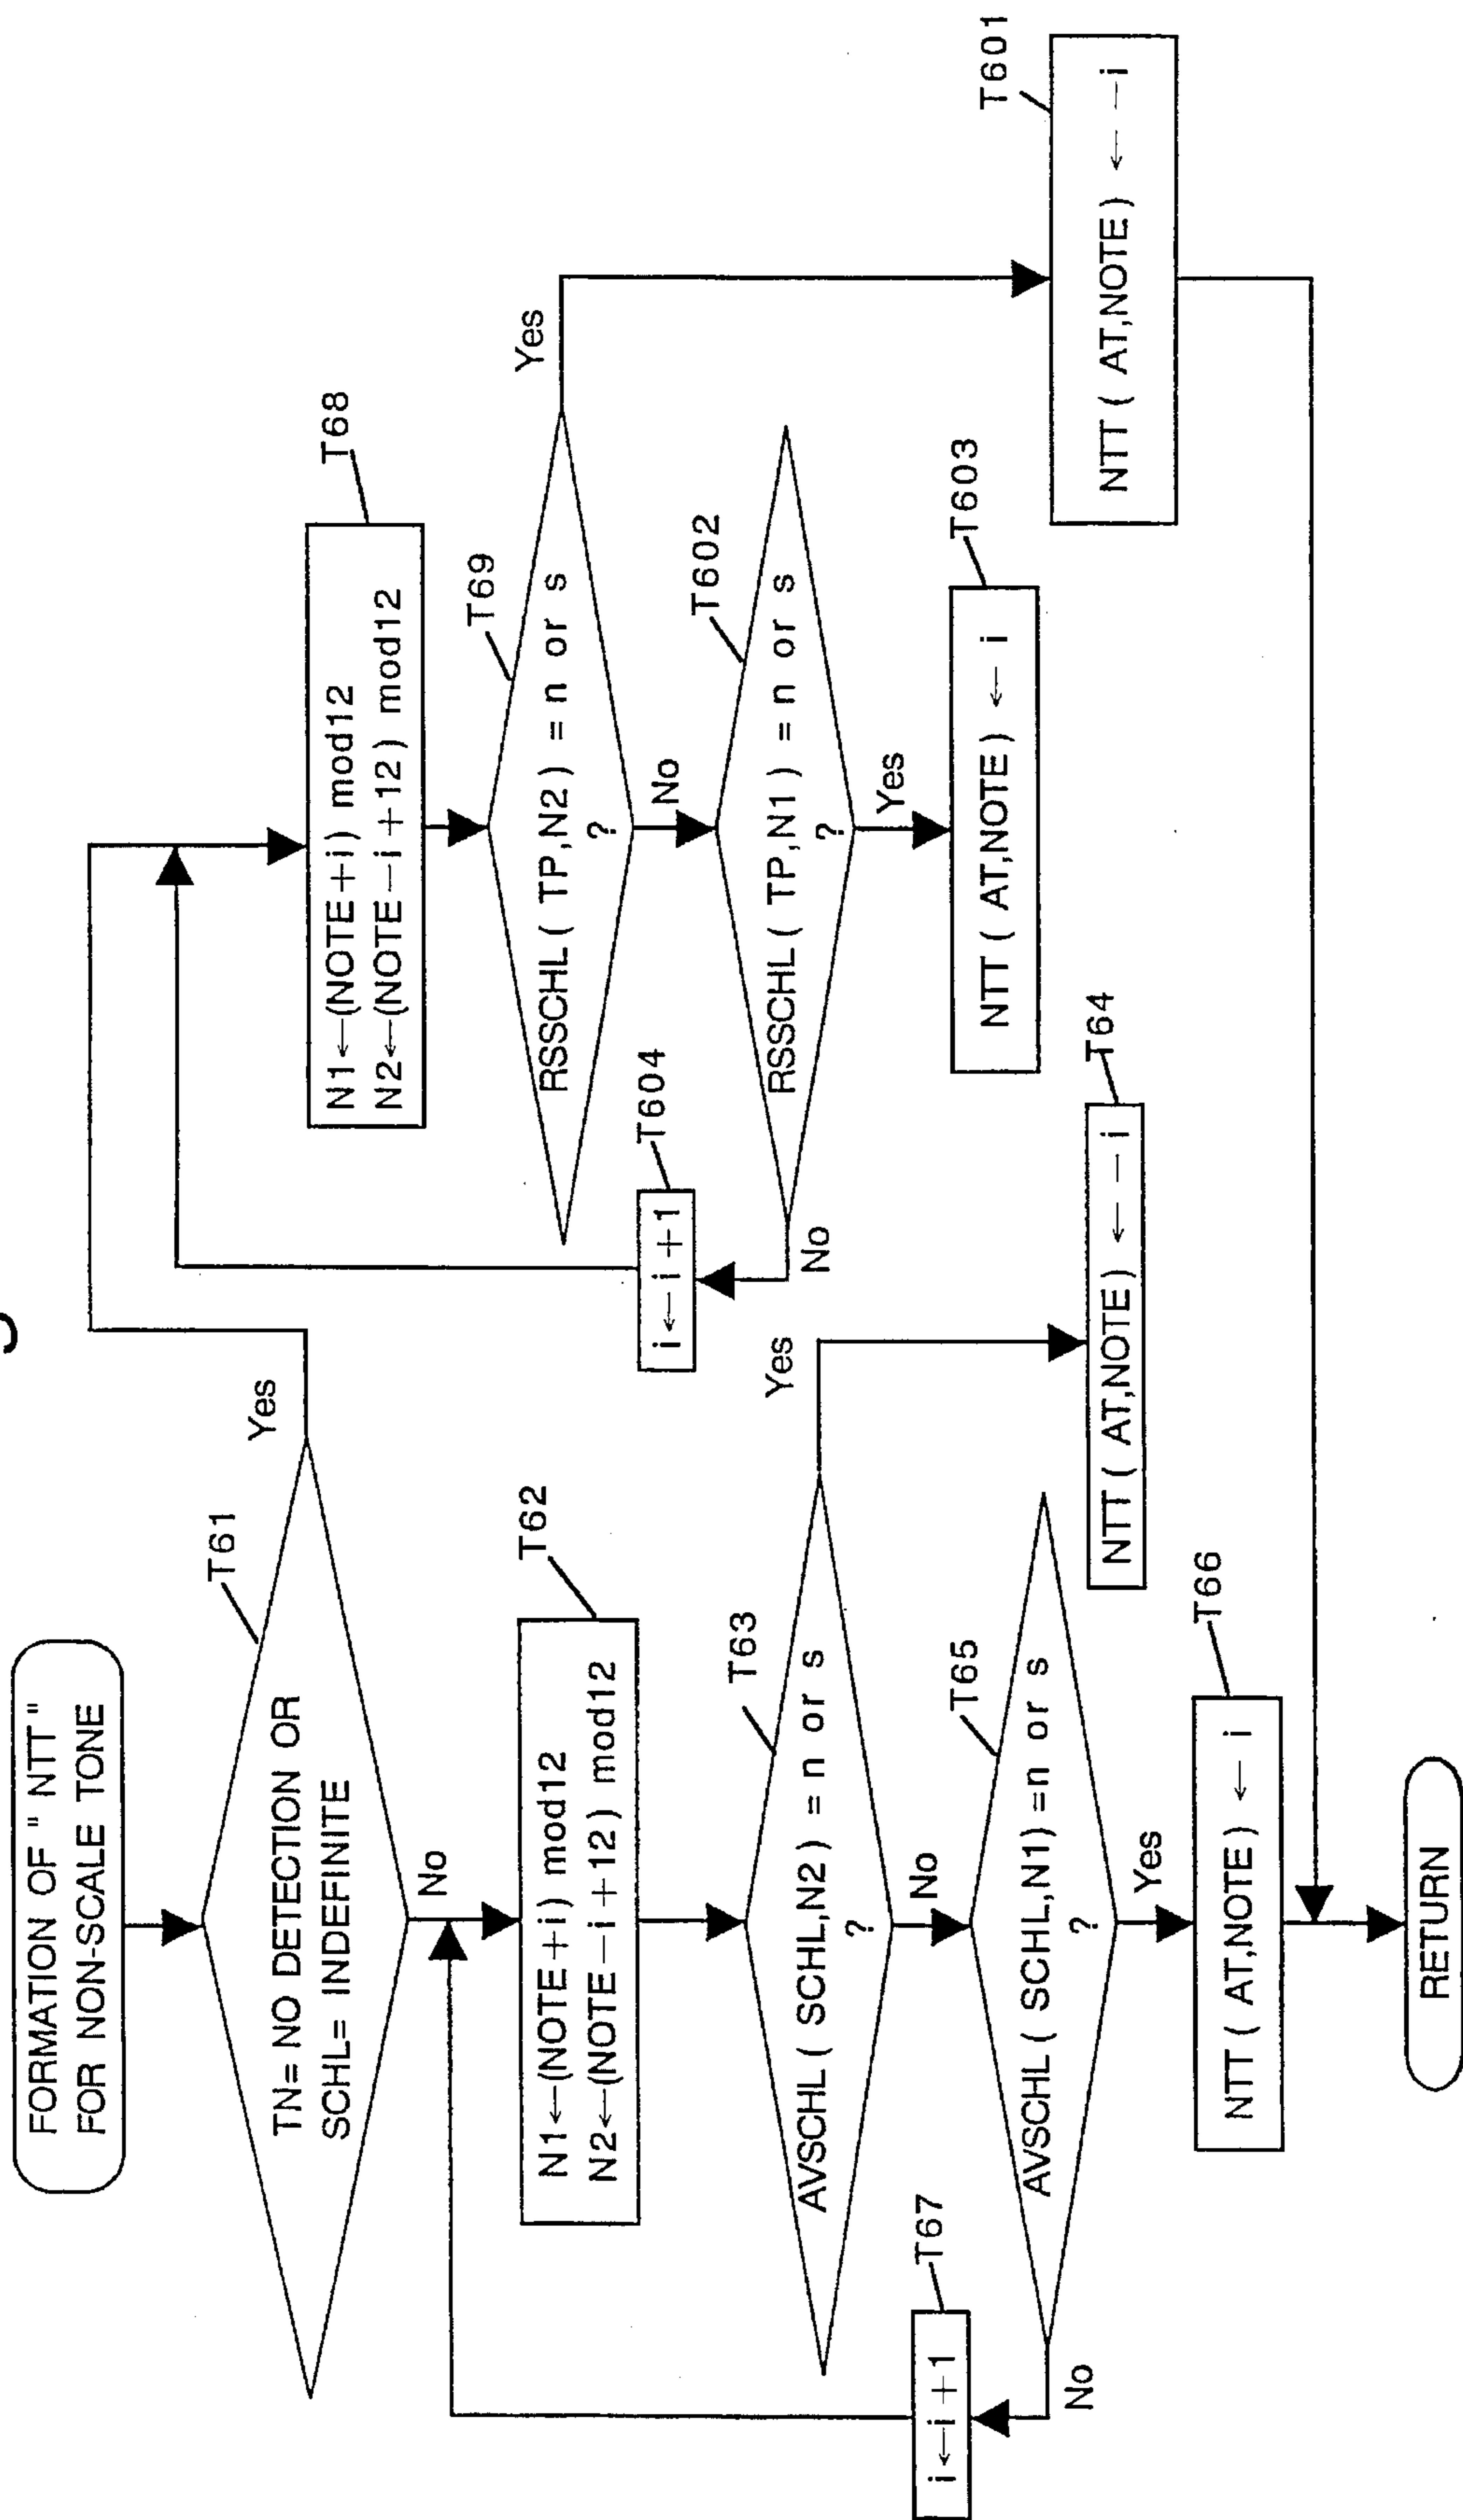 FORMATION OF " NTT "
FOR NON-SCALE TONE
T61
TN= NO DETECTION OR
SCHL= INDEFINITE
Yes
No
T62
N1←(NOTE+i) mod12
N2←(NOTE−i+12) mod12
T63
AVSCHL ( SCHL,N2) = n or s
?
Yes
No
T64
NTT ( AT,NOTE) ← −i
T65
AVSCHL ( SCHL,N1) =n or s
?
Yes
No
T67
i←i+1
T66
NTT ( AT,NOTE) ← i
RETURN
T68
N1←(NOTE+i) mod12
N2←(NOTE−i+12) mod12
T69
RSSCHL ( TP,N2) = n or s
?
Yes
No
T602
RSSCHL ( TP,N1) = n or s
?
Yes
No
T604
i←i+1
T603
NTT ( AT,NOTE) ← i
T601
NTT ( AT,NOTE) ← −i